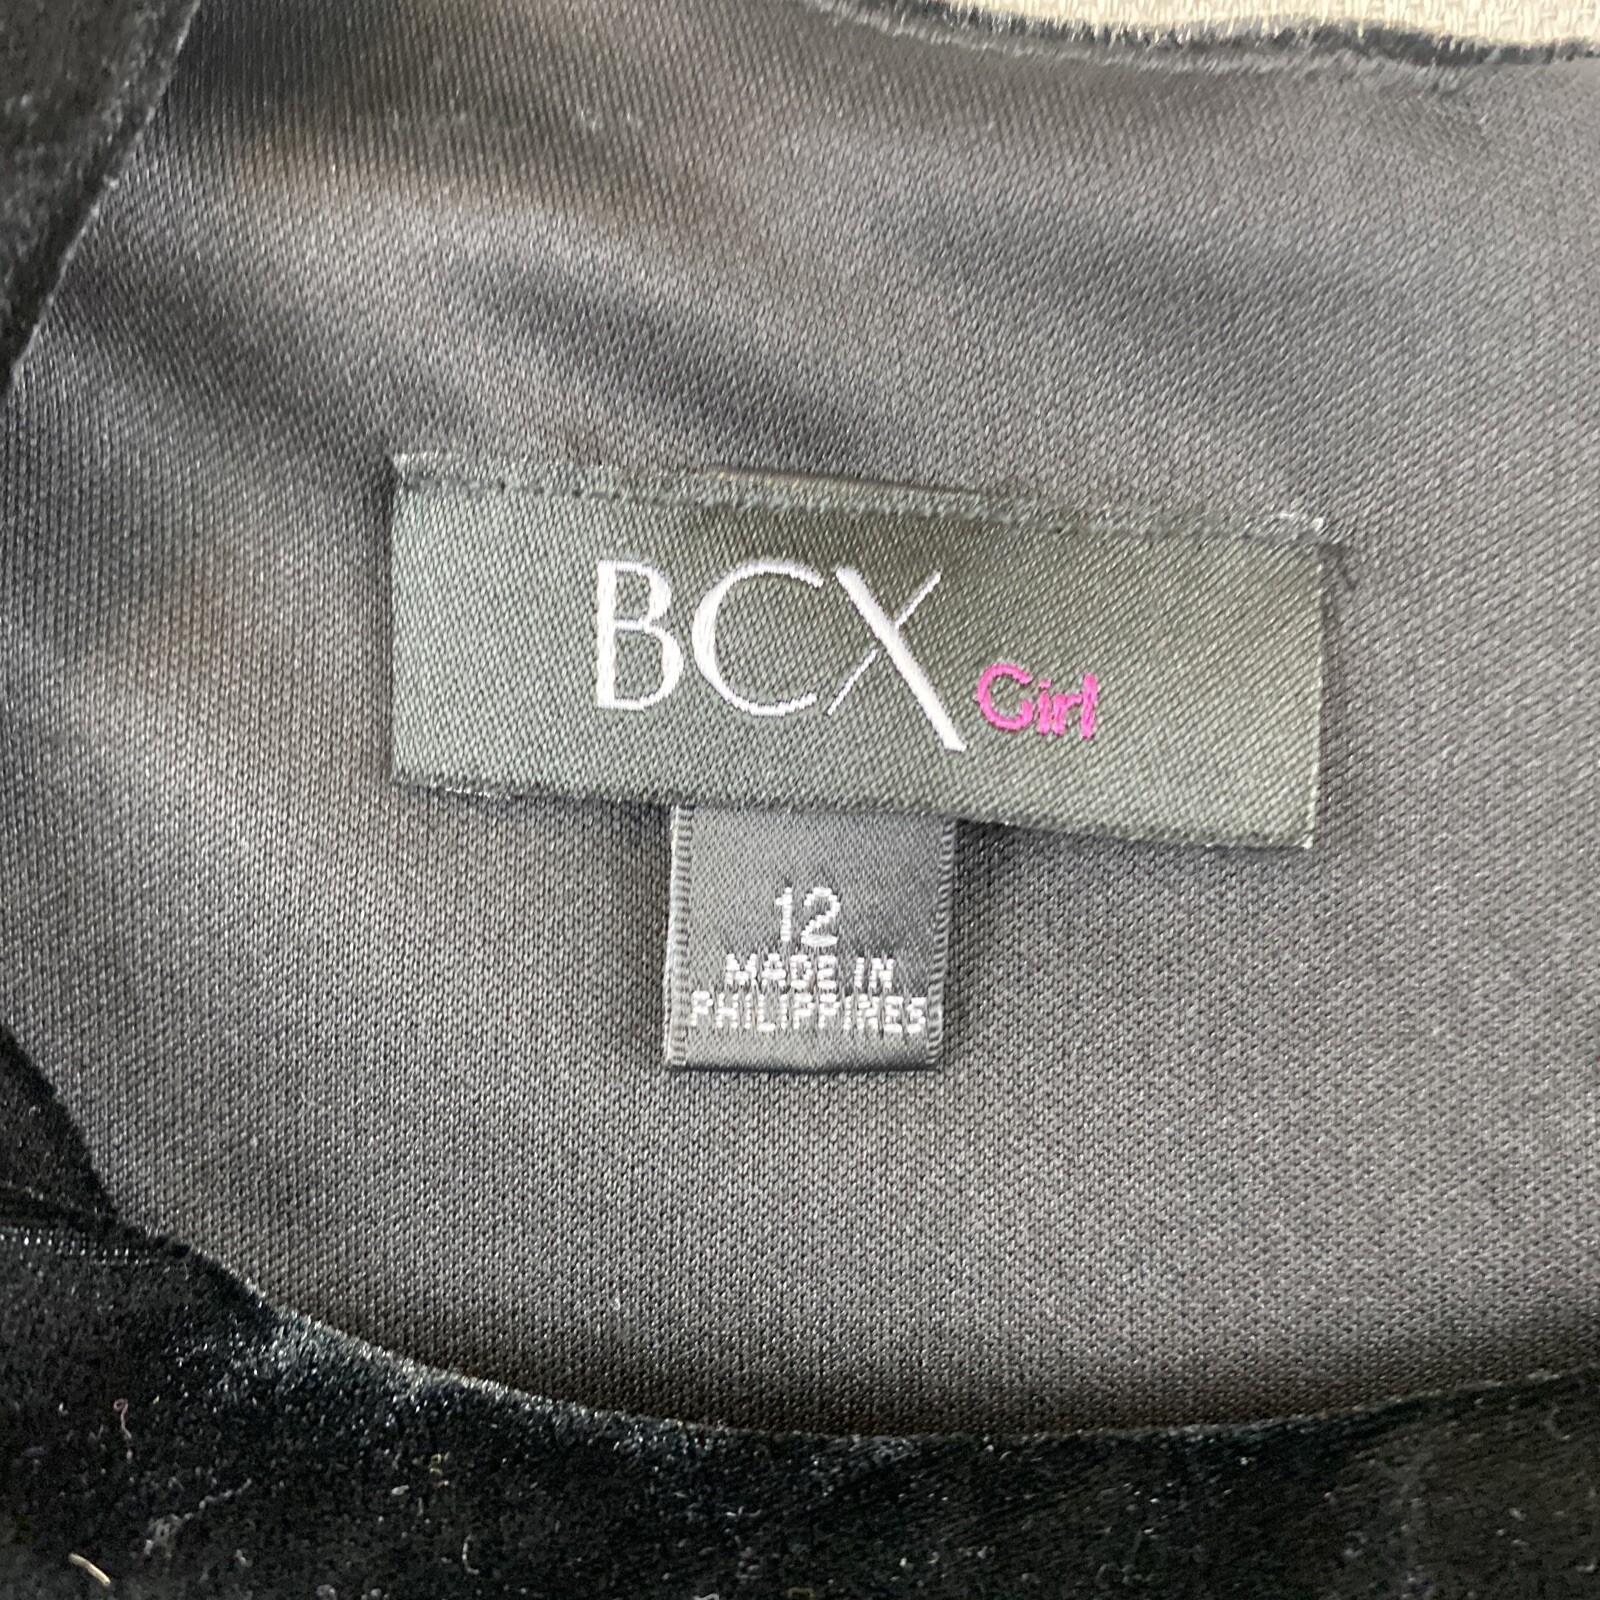 BCX Girl
12
MADE IN
PHILIPPINES